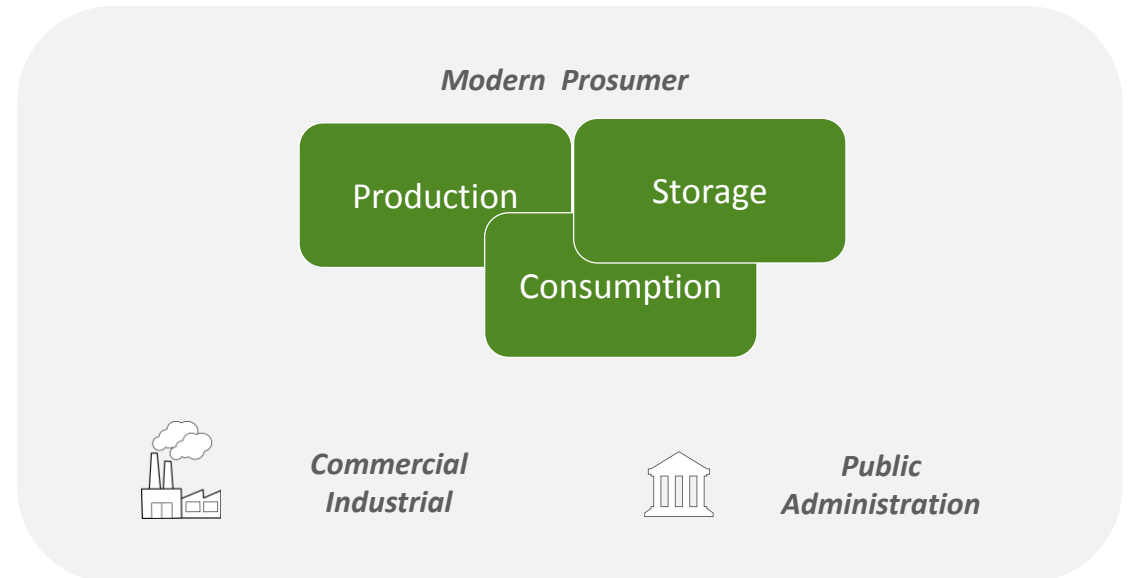 Modern Prosumer
Production
Storage
Consumption
Commercial
Industrial
Public
Administration